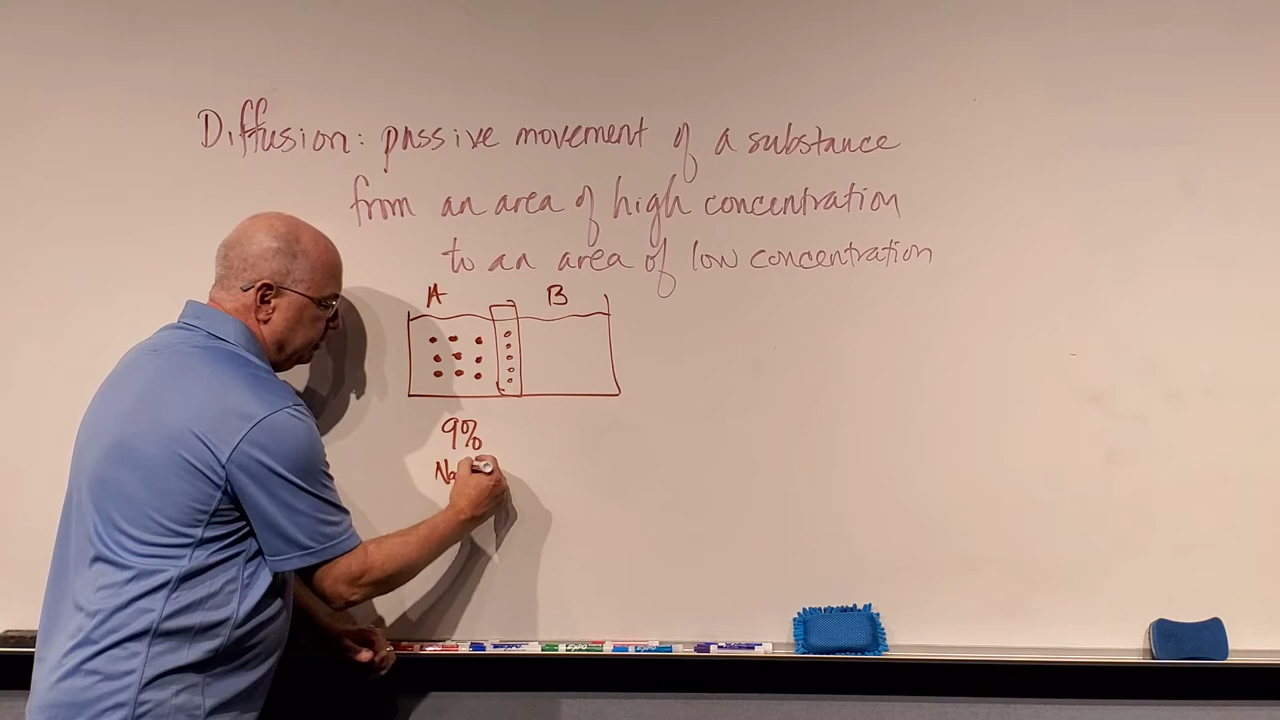 Diffusion: passive movement of a substance
from an area of high concentration
to an area of low concentration
A B
9%
Na